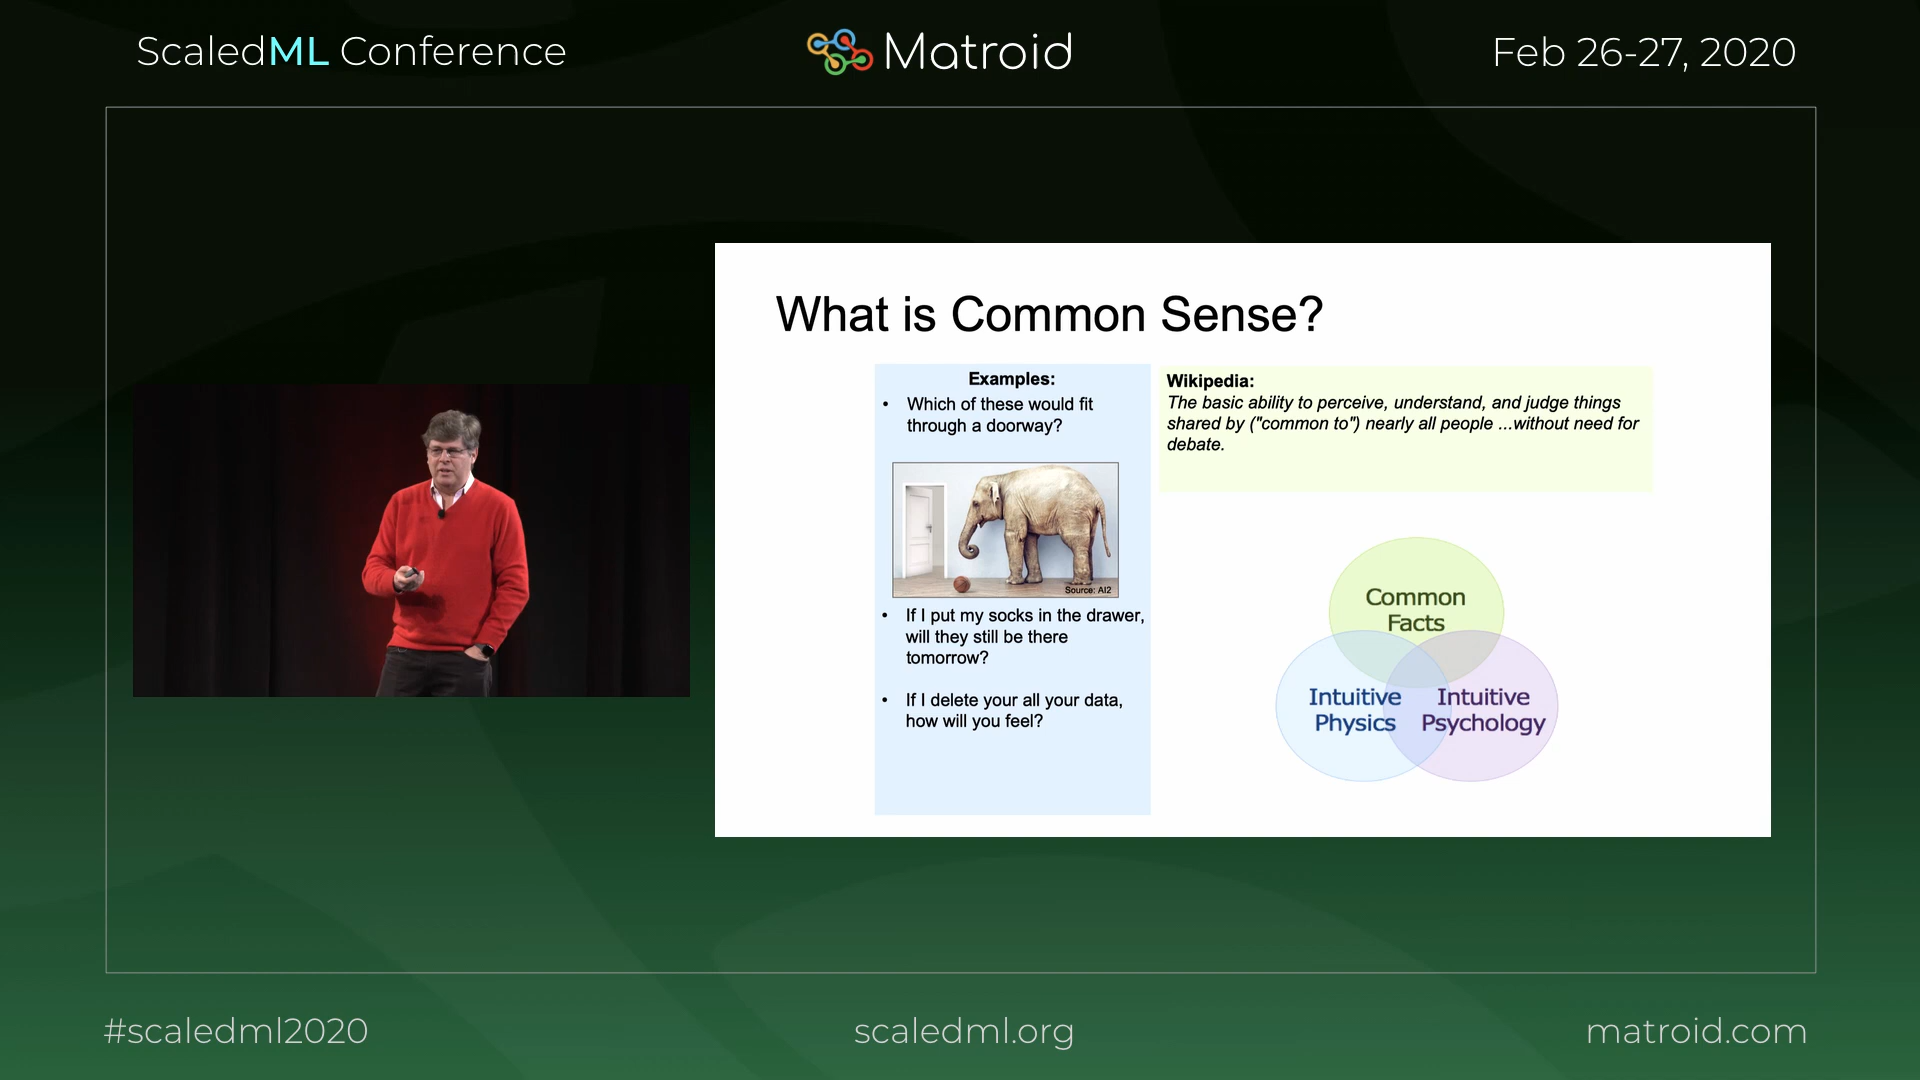 ScaledML Conference
Matroid
Feb 26-27, 2020
What is Common Sense?
Examples:
• Which of these would fit
through a doorway?
Source: AI2
• If I put my socks in the drawer,
will they still be there
tomorrow?
• If I delete your all your data,
how will you feel?
Wikipedia:
The basic ability to perceive, understand, and judge things
shared by ("common to") nearly all people ...without need for
debate.
Common
Facts
Intuitive
Physics
Intuitive
Psychology
#scaledml2020
scaledml.org
matroid.com